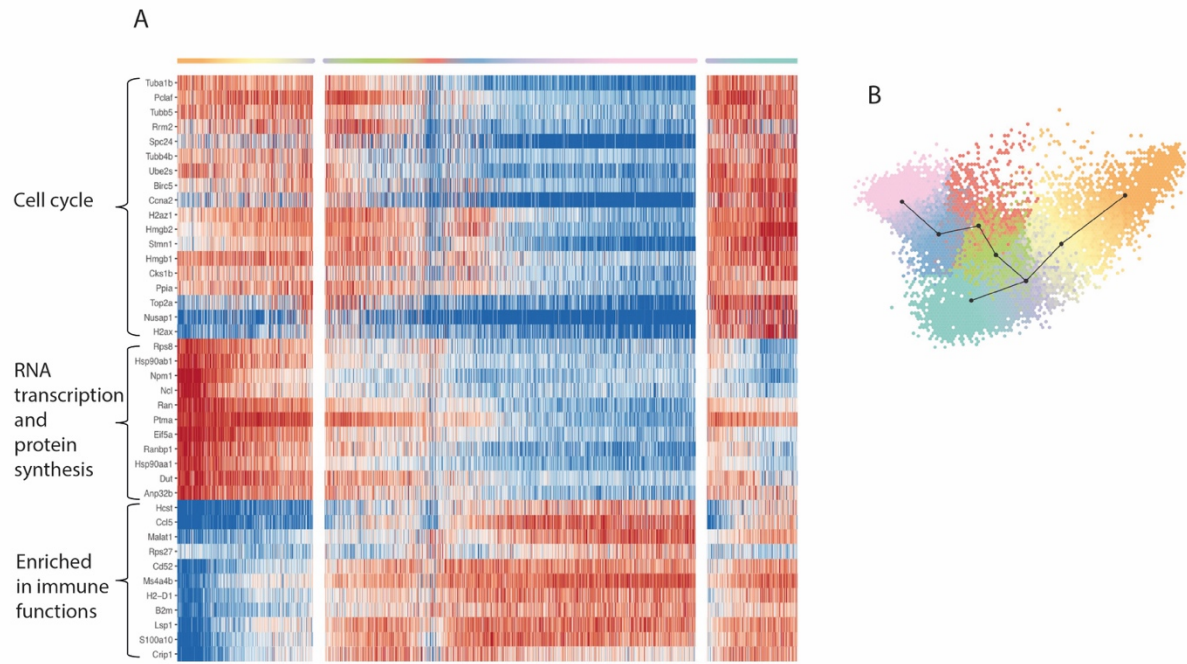 A
Tuba1b
Pclaf
Tubb5
Rrm2
Spc24
Tubb4b
Ube2s
Birc5
Ccna2
H2az1
Hmgb2
Stmn1
Hmgb1
Cks1b
Ppia
Top2a
Nusap1
H2ax
Cell cycle
Rps8
Hsp90ab1
Npm1
Ncl
Ran
Ptma
Eif5a
Ranbp1
Hsp90aa1
Dut
Anp32b
RNA
transcription
and
protein
synthesis
Hcst
Ccl5
Malat1
Rps27
Cd52
Ms4a4b
H2-D1
B2m
Lsp1
S100a10
Crip1
Enriched
in immune
functions
B